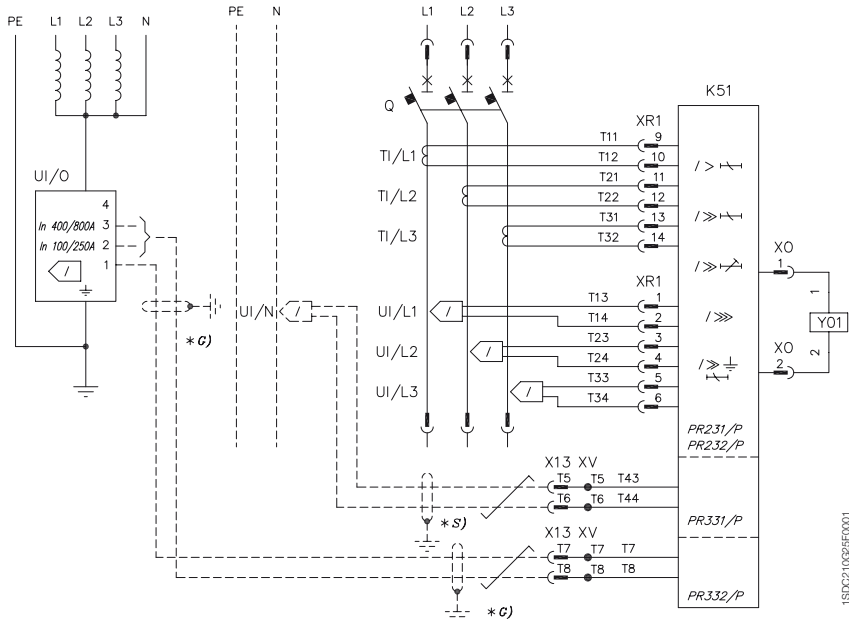 PE L1 L2 L3 N
PE N
L1 L2 L3
K51
Q
XR1
T11 9
TI/L1
T12 10
T21 11
TI/L2
T22 12
T31 13
TI/L3
T32 14
I >
I >>
I >>
I >>>
I >>
UI/O
4
In 400/800A 3
In 100/250A 2
1
I
*G)
UI/N I
XR1
T13 1
UI/L1 I
T14 2
T23 3
UI/L2 I
T24 4
T33 5
UI/L3 I
T34 6
XO
1
1
Y01
2
XO
2
PR231/P
PR232/P
X13 XV
T5 T5 T43
T6 T6 T44
*S)
PR331/P
X13 XV
T7 T7 T7
T8 T8 T8
*G)
PR332/P
1SDC210G25F0001